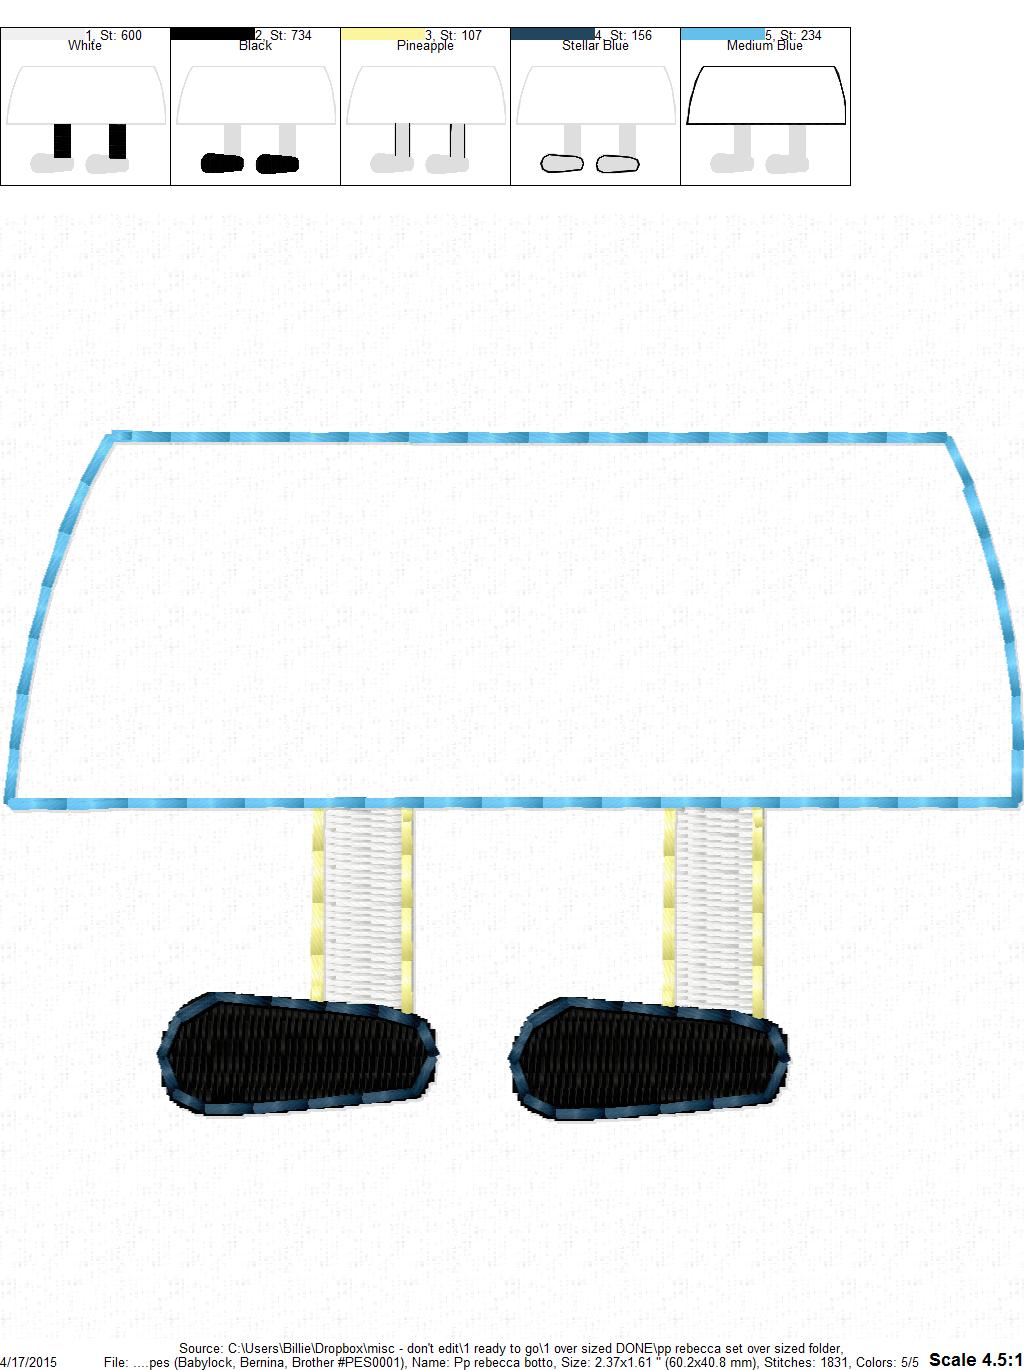 1, St: 600
White
2, St: 734
Black
3, St: 107
Pineapple
4, St: 156
Stellar Blue
5, St: 234
Medium Blue
Source: C:\Users\Billie\Dropbox\misc - don't edit\1 ready to go\1 over sized DONE\pp rebecca set over sized folder,
4/17/2015 File: ....pes (Babylock, Bernina, Brother #PES0001), Name: Pp rebecca botto, Size: 2.37x1.61 " (60.2x40.8 mm), Stitches: 1831, Colors: 5/5 Scale 4.5:1